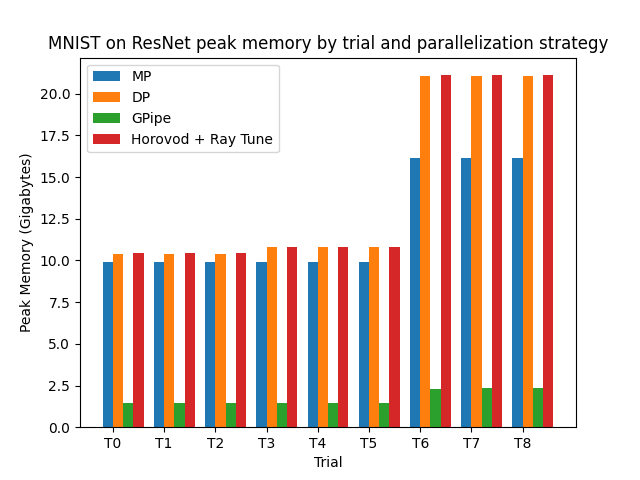 MNIST on ResNet peak memory by trial and parallelization strategy
MP
DP
GPipe
Horovod + Ray Tune
Peak Memory (Gigabytes)
20.0
17.5
15.0
12.5
10.0
7.5
5.0
2.5
0.0
T0 T1 T2 T3 T4 T5 T6 T7 T8
Trial